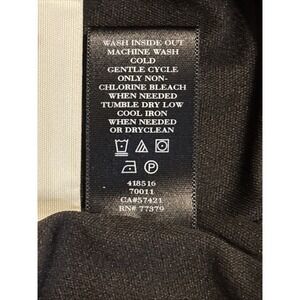 WASH INSIDE OUT
MACHINE WASH
COLD
GENTLE CYCLE
ONLY NON-
CHLORINE BLEACH
WHEN NEEDED
TUMBLE DRY LOW
COOL IRON
WHEN NEEDED
OR DRYCLEAN
P
418516
70011
CA#57421
RN# 77379